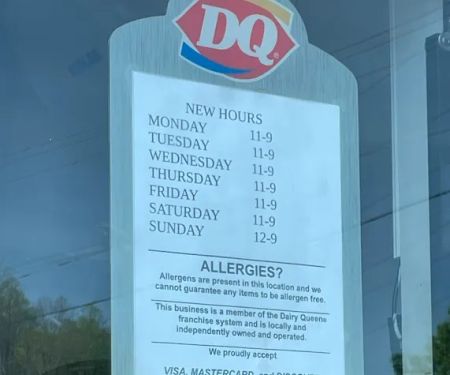 DQ
NEW HOURS
MONDAY 11-9
TUESDAY 11-9
WEDNESDAY 11-9
THURSDAY 11-9
FRIDAY 11-9
SATURDAY 11-9
SUNDAY 12-9
ALLERGIES?
Allergens are present in this location and we
cannot guarantee any items to be allergen free.
This business is a member of the Dairy Queen®
franchise system and is locally and
independently owned and operated.
We proudly accept
VISA, MASTERCARD, and DISCOVER